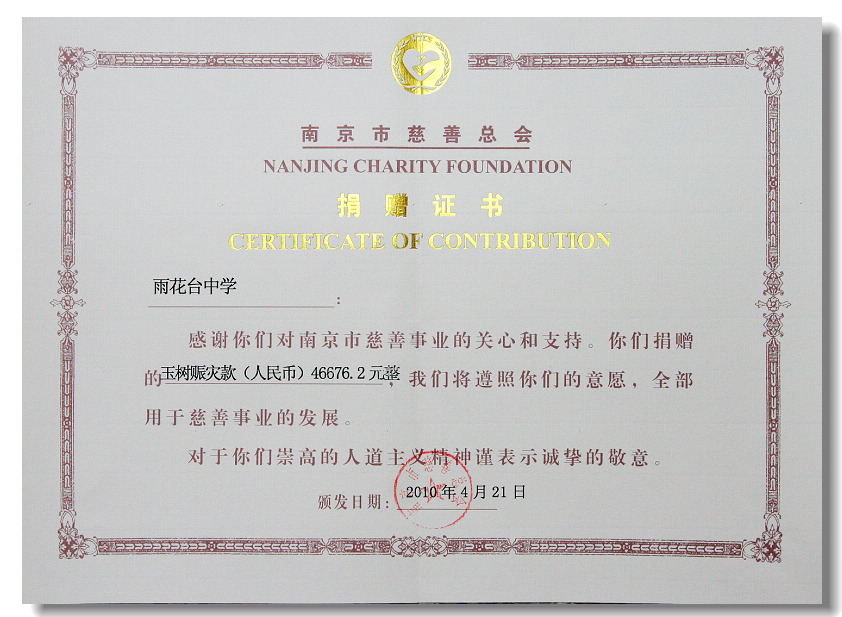 南京市慈善总会
NANJING CHARITY FOUNDATION
捐赠证书
CERTIFICATE OF CONTRIBUTION
雨花台中学：
感谢你们对南京市慈善事业的关心和支持。你们捐赠
的玉树赈灾款（人民币）46676.2元整，我们将遵照你们的意愿，全部
用于慈善事业的发展。
对于你们崇高的人道主义精神谨表示诚挚的敬意。
颁发日期：2010年4月21日